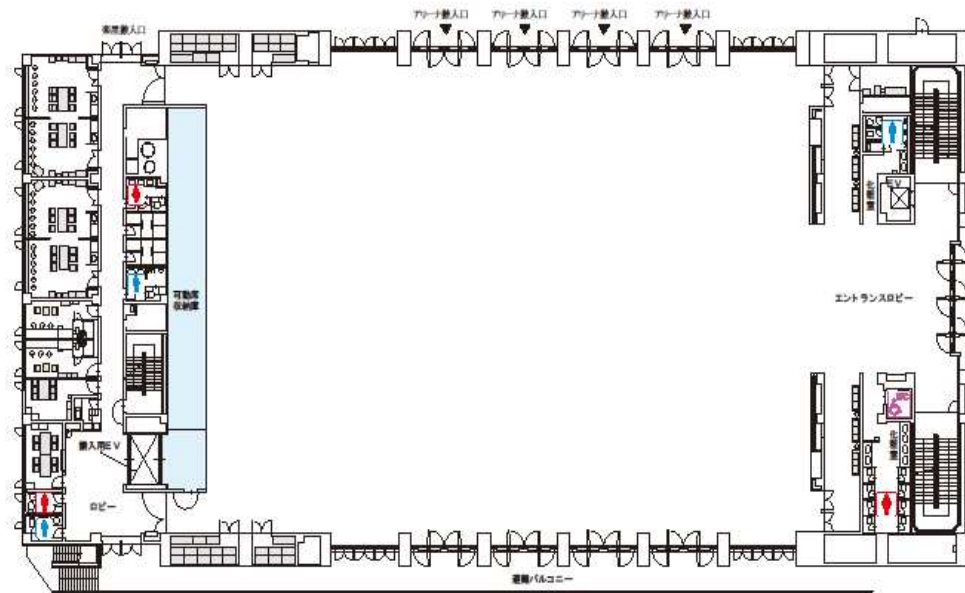 楽屋搬入口
アリーナ搬入口
アリーナ搬入口
アリーナ搬入口
アリーナ搬入口
EV
化粧室
可動席
収納庫
エントランスロビー
WC
化粧室
搬入用EV
ロビー
避難バルコニー